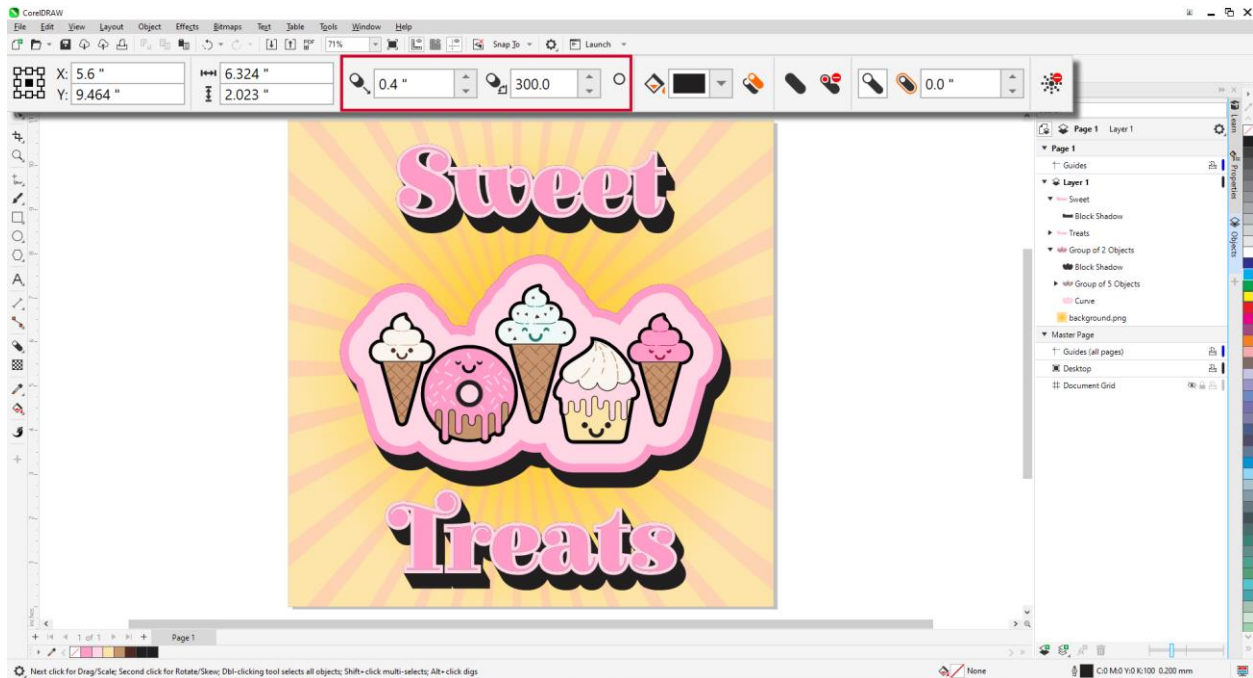 CorelDRAW
File Edit View Layout Object Effects Bitmaps Text Table Tools Window Help
71% PDF Snap To Launch
X: 5.6 " 6.324 " 0.4 " 300.0 0.0 "
Y: 9.464 " 2.023 "
Page 1 Layer 1
Page 1
Guides
Layer 1
Sweet
Block Shadow
Treats
Group of 2 Objects
Block Shadow
Group of 5 Objects
Curve
background.png
Master Page
Guides (all pages)
Desktop
Document Grid
Learn
Properties
Objects
Sweet
Treats
inches
1 of 1 Page 1
Next click for Drag/Scale; Second click for Rotate/Skew; Dbl-clicking tool selects all objects; Shift+click multi-selects; Alt+click digs
None C:0 M:0 Y:0 K:100 0.200 mm